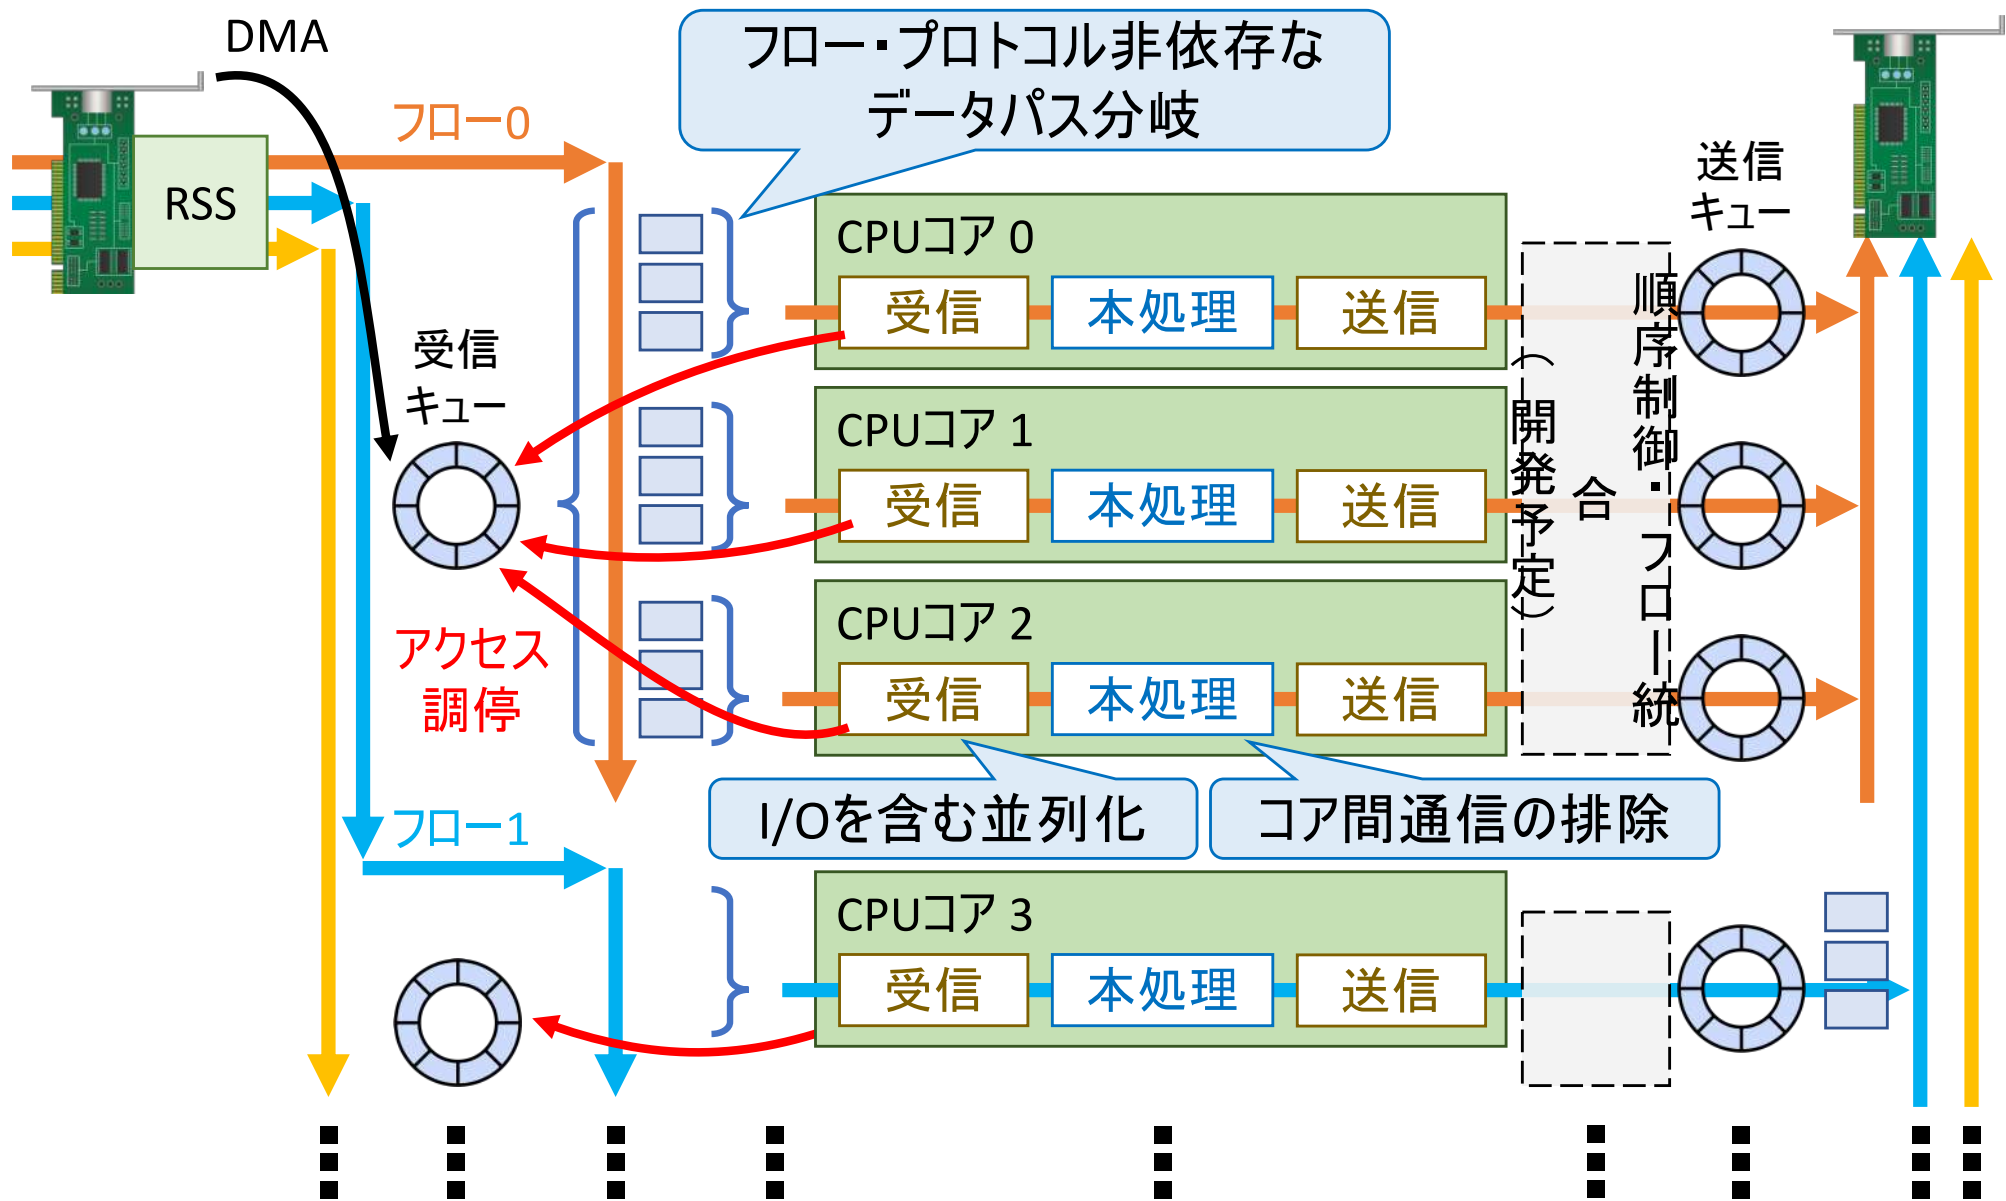 DMA
フロー・プロトコル非依存な
データパス分岐
フロー0
RSS
送信
キュー
CPUコア 0
受信
本処理
送信
受信
キュー
CPUコア 1
受信
本処理
送信
順序制御・フロー統
合
（開発予定）
CPUコア 2
受信
本処理
送信
アクセス
調停
I/Oを含む並列化
コア間通信の排除
フロー1
CPUコア 3
受信
本処理
送信